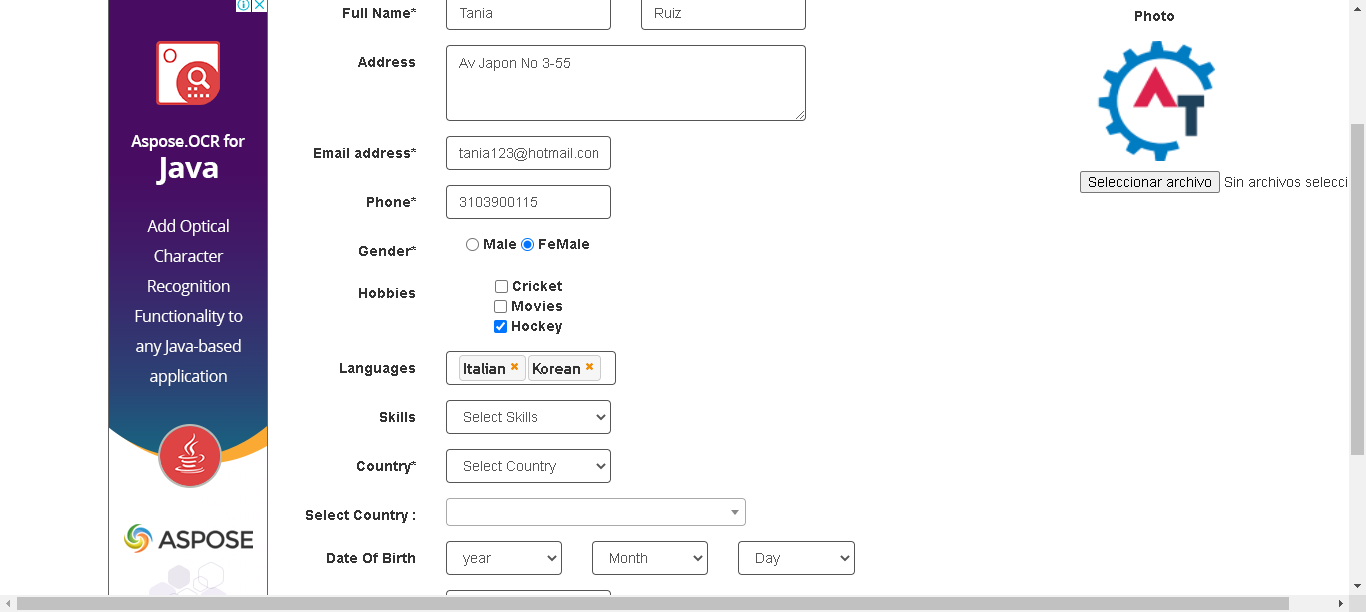 Full Name* Tania Ruiz
Photo
Address Av Japon No 3-55
Email address* tania123@hotmail.con
Phone* 3103900115
Seleccionar archivo Sin archivos selecci
Gender* Male FeMale
Hobbies Cricket
Movies
Hockey
Languages Italian Korean
Skills Select Skills
Country* Select Country
Select Country :
Date Of Birth year Month Day
Aspose.OCR for
Java
Add Optical
Character
Recognition
Functionality to
any Java-based
application
ASPOSE
AT